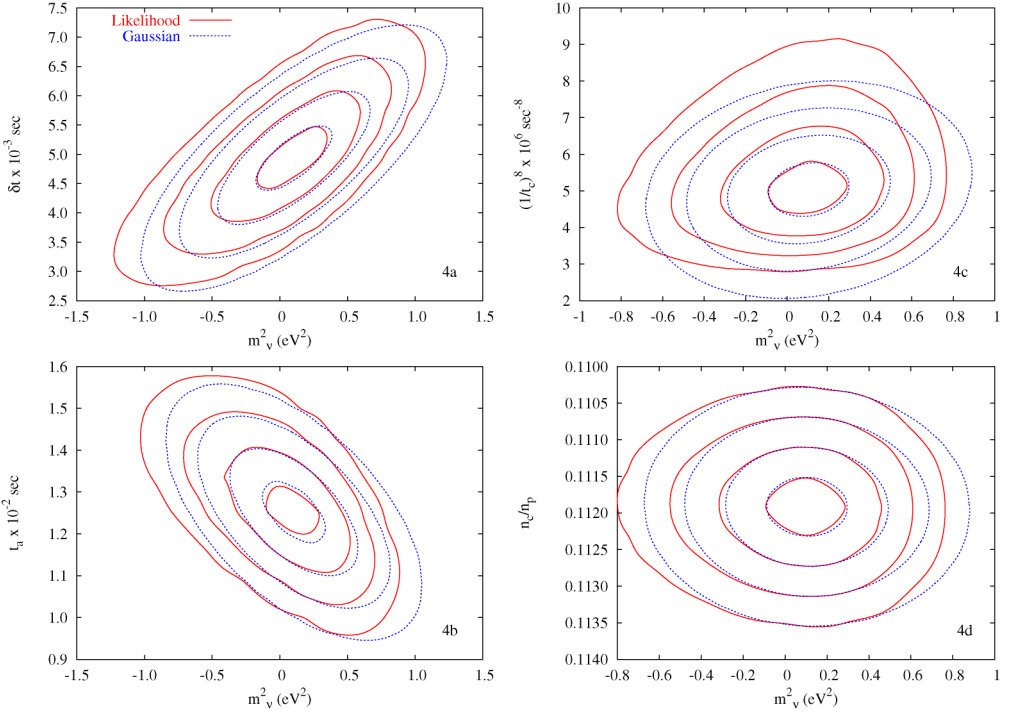 7.5
7.0
6.5
6.0
5.5
5.0
4.5
4.0
3.5
3.0
2.5
δt x 10⁻³ sec
Likelihood
Gaussian
4a
-1.5 -1.0 -0.5 0 0.5 1.0 1.5
m²ᵥ (eV²)
10
9
8
7
6
5
4
3
2
(1/t_c)⁸ x 10⁶ sec⁻⁸
4c
-1 -0.8 -0.6 -0.4 -0.2 0 0.2 0.4 0.6 0.8 1
m²ᵥ (eV²)
1.6
1.5
1.4
1.3
1.2
1.1
1.0
0.9
tₐ x 10⁻² sec
4b
-1.5 -1 -0.5 0 0.5 1 1.5
m²ᵥ (eV²)
0.1100
0.1105
0.1110
0.1115
0.1120
0.1125
0.1130
0.1135
0.1140
n_c/n_p
4d
-0.8 -0.6 -0.4 -0.2 0 0.2 0.4 0.6 0.8 1
m²ᵥ (eV²)